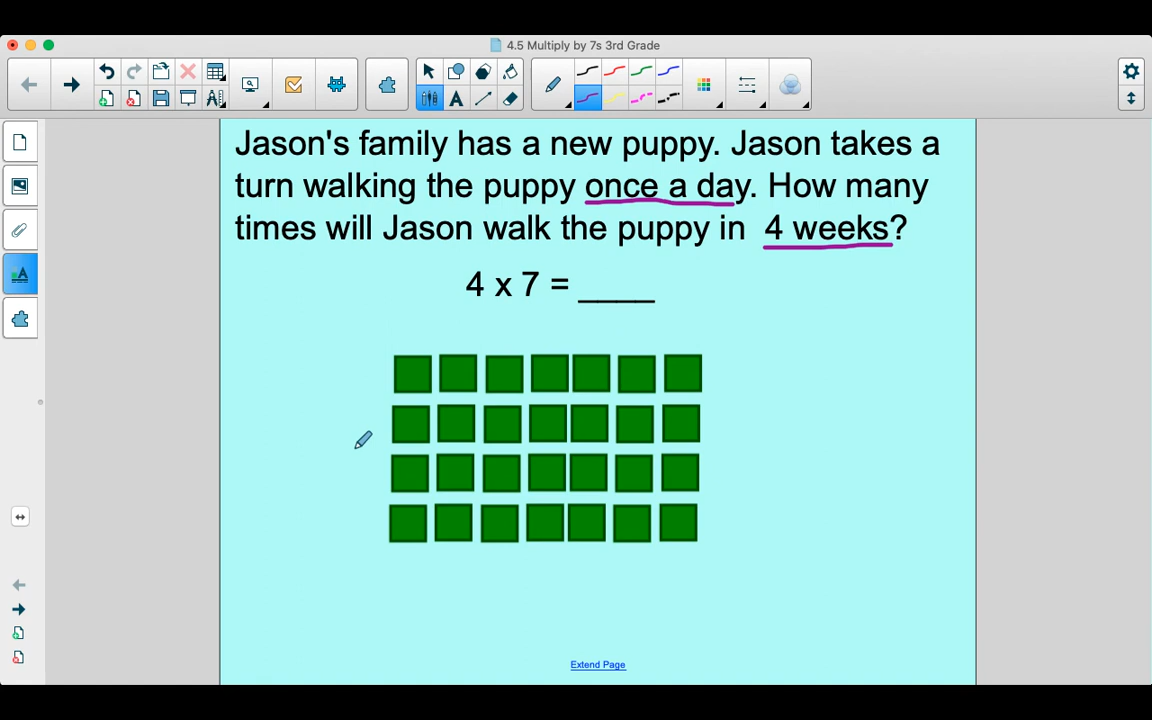 4.5 Multiply by 7s 3rd Grade
Jason's family has a new puppy. Jason takes a
turn walking the puppy once a day. How many
times will Jason walk the puppy in 4 weeks?
4 x 7 = ____
Extend Page